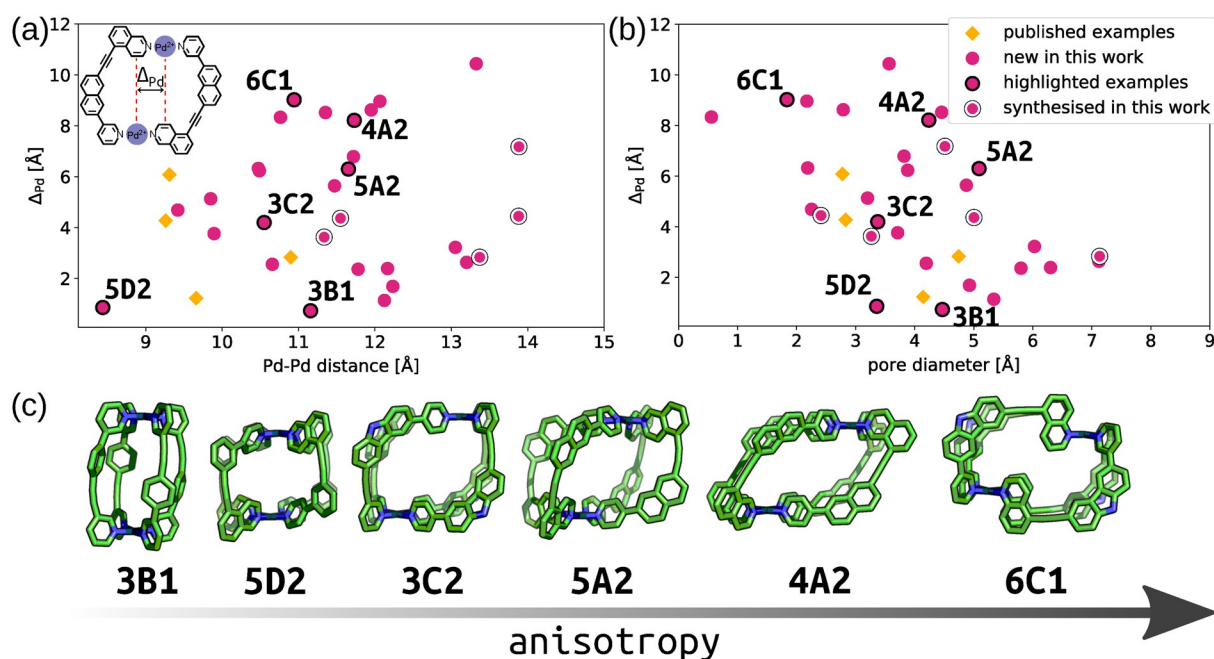 (a)
12
10
8
6
4
2
Δ_Pd [Å]
9
10
11
12
13
14
15
Pd-Pd distance [Å]
N
Pd²⁺
N
Δ_Pd
N
Pd²⁺
N
6C1
4A2
5A2
3C2
5D2
3B1
(b)
12
10
8
6
4
2
Δ_Pd [Å]
0
1
2
3
4
5
6
7
8
9
pore diameter [Å]
published examples
new in this work
highlighted examples
synthesised in this work
6C1
4A2
5A2
3C2
5D2
3B1
(c)
3B1 5D2 3C2 5A2 4A2 6C1
anisotropy